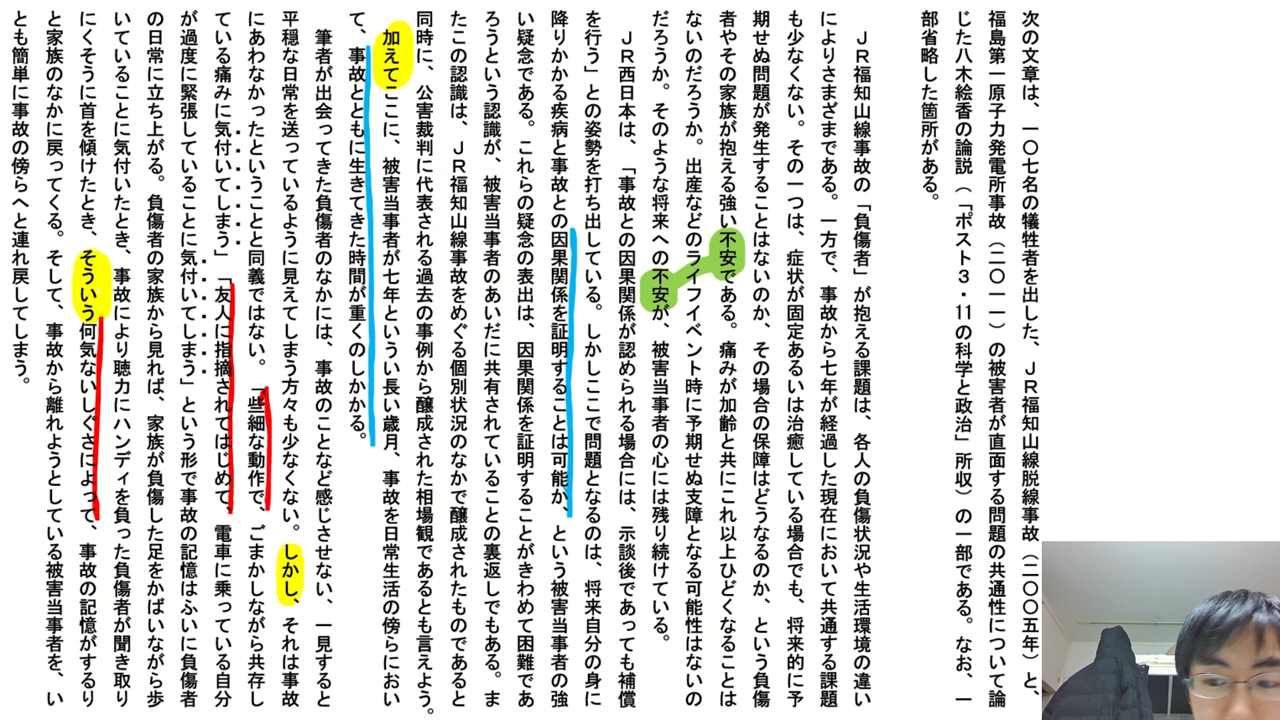 次の文章は、一〇七名の犠牲者を出した、ＪＲ福知山線脱線事故（二〇〇五年）と、
福島第一原子力発電所事故（二〇一一）の被害者が直面する問題の共通性について論
じた八木絵香の論説（「ポスト３・11の科学と政治」所収）の一部である。なお、一
部省略した箇所がある。
ＪＲ福知山線事故の「負傷者」が抱える課題は、各人の負傷状況や生活環境の違い
によりさまざまである。一方で、事故から七年が経過した現在において共通する課題
も少なくない。その一つは、症状が固定あるいは治癒している場合でも、将来的に予
期せぬ問題が発生することはないのか、その場合の保障はどうなるのか、という負傷
者やその家族が抱える強い不安である。痛みが加齢と共にこれ以上ひどくなることは
ないのだろうか。出産などのライフイベント時に予期せぬ支障となる可能性はないの
だろうか。そのような将来への不安が、被害当事者の心には残り続けている。
ＪＲ西日本は、「事故との因果関係が認められる場合には、示談後であっても補償
を行う」との姿勢を打ち出している。しかしここで問題となるのは、将来自分の身に
降りかかる疾病と事故との因果関係を証明することは可能か、という被害当事者の強
い疑念である。これらの疑念の表出は、因果関係を証明することがきわめて困難であ
ろうという認識が、被害当事者のあいだに共有されていることの裏返しでもある。ま
たこの認識は、ＪＲ福知山線事故をめぐる個別状況のなかで醸成されたものであると
同時に、公害裁判に代表される過去の事例から醸成された相場観であるとも言えよう。
加えてここに、被害当事者が七年というい長い歳月、事故を日常生活の傍らにおい
て、事故とともに生きてきた時間が重くのしかかる。
筆者が出会ってきた負傷者のなかには、事故のことなど感じさせない、一見すると
平穏な日常を送っているように見えてしまう方々も少なくない。しかし、それは事故
にあわなかったということと同義ではない。「些細な動作で、ごまかしながら共存し
ている痛みに気付いてしまう」「友人に指摘されてはじめて、電車に乗っている自分
が過度に緊張していることに気付いてしまう」という形で事故の記憶はふいに負傷者
の日常に立ち上がる。負傷者の家族から見れば、家族が負傷した足をかばいながら歩
いていることに気付いたとき、事故により聴力にハンディを負った負傷者が聞き取り
にくそうに首を傾けたとき、そういう何気ないしぐさによって、事故の記憶がするり
と家族のなかに戻ってくる。そして、事故から離れようとしている被害当事者を、い
とも簡単に事故の傍らへと連れ戻してしまう。